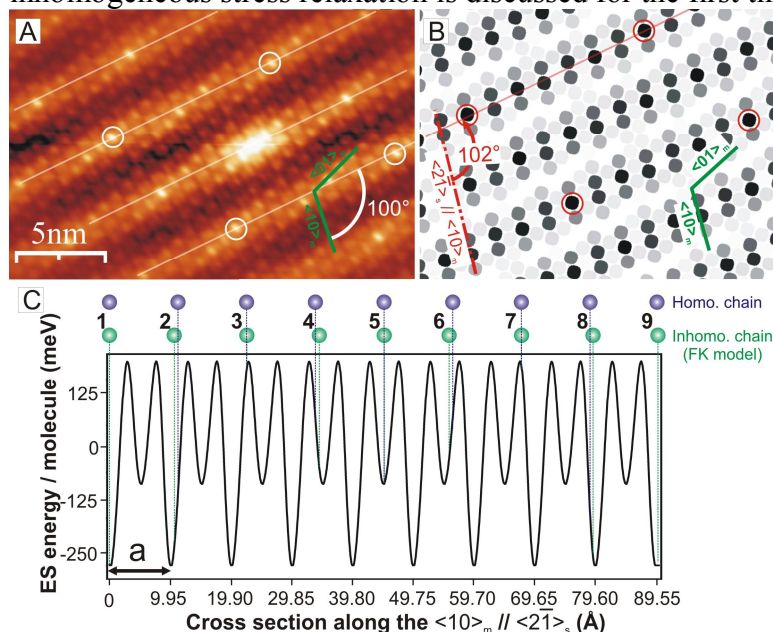 inhomogeneous stress relaxation is discussed for the first
A
5nm
<01>ₘ
<10>ₘ
100°
B
102°
<21>ₛ // <10>ₘ
<01>ₘ
<10>ₘ
C
Homo. chain
1 2 3 4 5 6 7 8 9
Inhomo. chain
(FK model)
ES energy / molecule (meV)
125
0
-125
-250
a
0 9.95 19.90 29.85 39.80 49.75 59.70 69.65 79.60 89.55
Cross section along the <10>ₘ // <21̅>ₛ (Å)